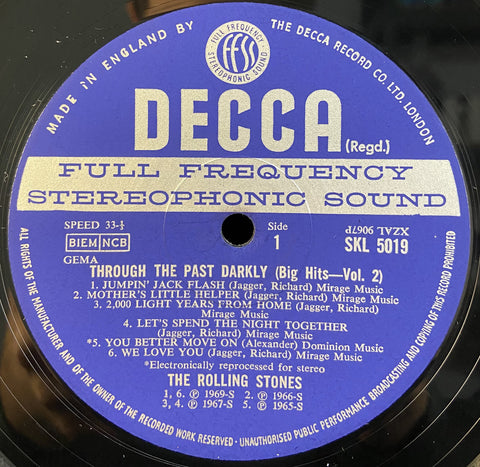 MADE IN ENGLAND BY
THE DECCA RECORD CO. LTD. LONDON
FULL FREQUENCY
ffss
STEREOPHONIC SOUND
DECCA
(Regd.)
FULL FREQUENCY
STEREOPHONIC SOUND
SPEED 33-⅓
BIEM NCB
GEMA
Side
1
XZAL 9067P
SKL 5019
THROUGH THE PAST DARKLY (Big Hits—Vol. 2)
1. JUMPIN' JACK FLASH (Jagger, Richard) Mirage Music
2. MOTHER'S LITTLE HELPER (Jagger, Richard) Mirage Music
3. 2,000 LIGHT YEARS FROM HOME (Jagger, Richard)
Mirage Music
4. LET'S SPEND THE NIGHT TOGETHER
(Jagger, Richard) Mirage Music
*5. YOU BETTER MOVE ON (Alexander) Dominion Music
6. WE LOVE YOU (Jagger, Richard) Mirage Music
*Electronically reprocessed for stereo
THE ROLLING STONES
1, 6. ℗ 1969-S 2. ℗ 1966-S
3, 4. ℗ 1967-S 5. ℗ 1965-S
ALL RIGHTS OF THE MANUFACTURER AND OF THE OWNER OF THE RECORDED WORK RESERVED · UNAUTHORISED PUBLIC PERFORMANCE BROADCASTING AND COPYING OF THIS RECORD PROHIBITED